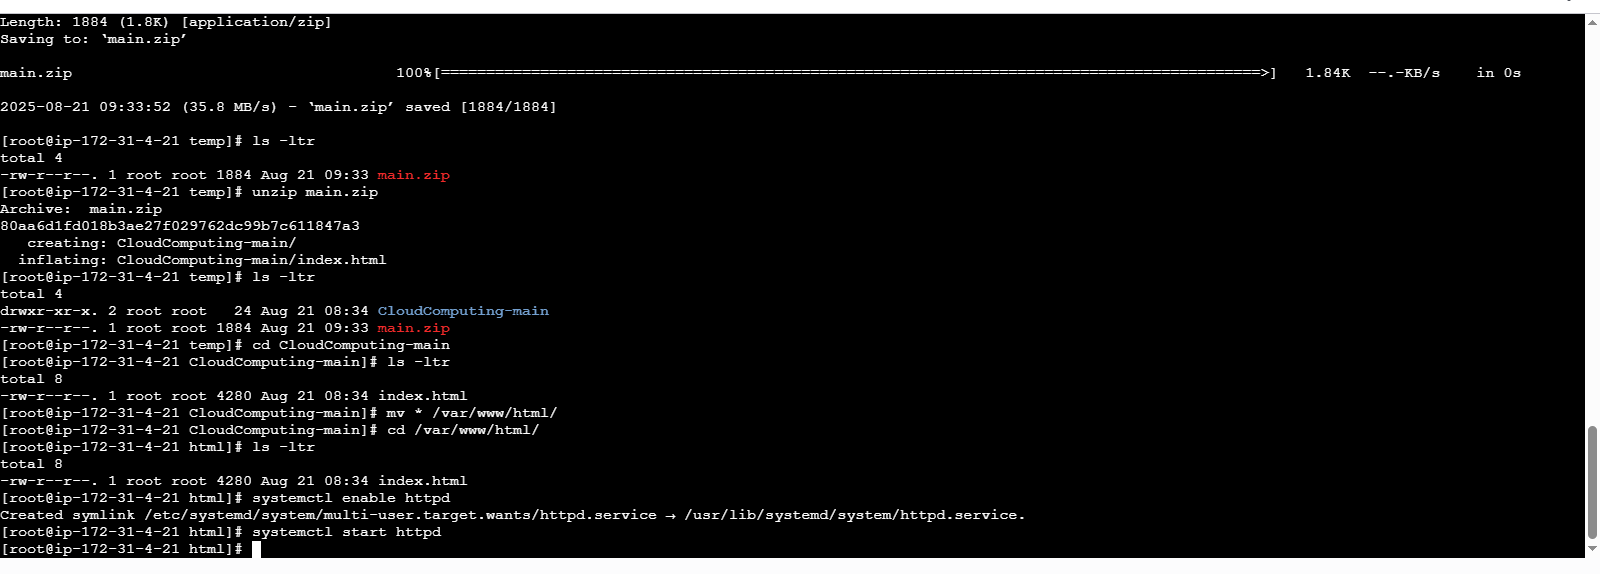 Length: 1884 (1.8K) [application/zip]
Saving to: ‘main.zip’
main.zip 100%[===========================================================================================>] 1.84K --.-KB/s in 0s
2025-08-21 09:33:52 (35.8 MB/s) - ‘main.zip’ saved [1884/1884]
[root@ip-172-31-4-21 temp]# ls -ltr
total 4
-rw-r--r--. 1 root root 1884 Aug 21 09:33 main.zip
[root@ip-172-31-4-21 temp]# unzip main.zip
Archive:  main.zip
80aa6d1fd018b3ae27f029762dc99b7c611847a3
   creating: CloudComputing-main/
  inflating: CloudComputing-main/index.html
[root@ip-172-31-4-21 temp]# ls -ltr
total 4
drwxr-xr-x. 2 root root   24 Aug 21 08:34 CloudComputing-main
-rw-r--r--. 1 root root 1884 Aug 21 09:33 main.zip
[root@ip-172-31-4-21 temp]# cd CloudComputing-main
[root@ip-172-31-4-21 CloudComputing-main]# ls -ltr
total 8
-rw-r--r--. 1 root root 4280 Aug 21 08:34 index.html
[root@ip-172-31-4-21 CloudComputing-main]# mv * /var/www/html/
[root@ip-172-31-4-21 CloudComputing-main]# cd /var/www/html/
[root@ip-172-31-4-21 html]# ls -ltr
total 8
-rw-r--r--. 1 root root 4280 Aug 21 08:34 index.html
[root@ip-172-31-4-21 html]# systemctl enable httpd
Created symlink /etc/systemd/system/multi-user.target.wants/httpd.service → /usr/lib/systemd/system/httpd.service.
[root@ip-172-31-4-21 html]# systemctl start httpd
[root@ip-172-31-4-21 html]#